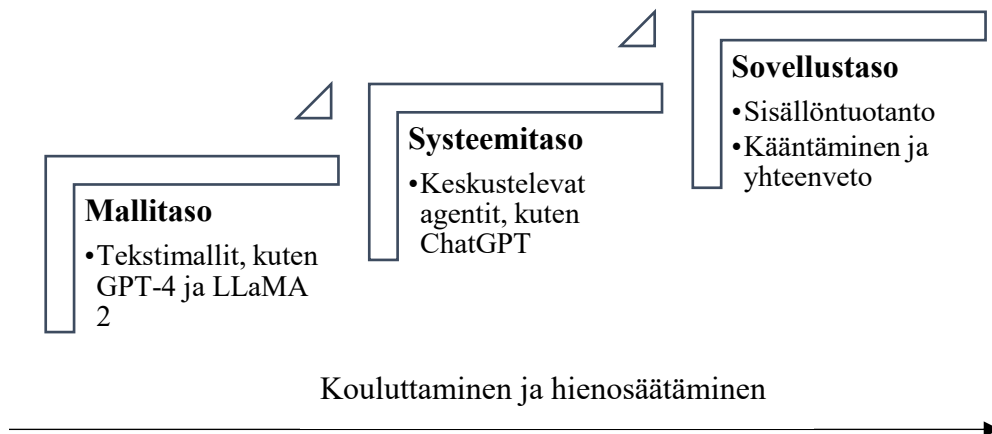 Mallitaso
•Tekstimallit, kuten
GPT-4 ja LLaMA
2
Systeemitaso
•Keskustelevat
agentit, kuten
ChatGPT
Sovellustaso
•Sisällöntuotanto
•Kääntäminen ja
yhteenveto
Kouluttaminen ja hienosäätäminen